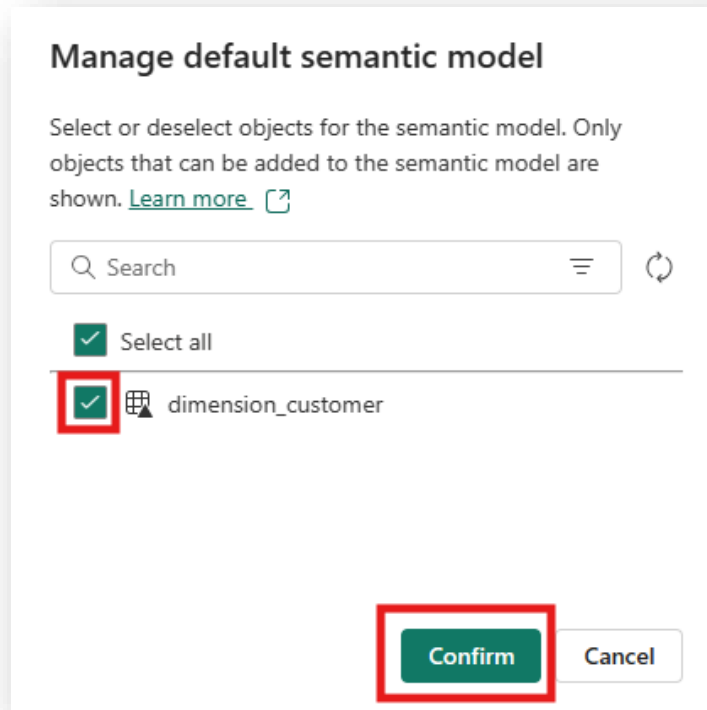 Manage default semantic model
Select or deselect objects for the semantic model. Only
objects that can be added to the semantic model are
shown. Learn more
Search
Select all
dimension_customer
Confirm Cancel